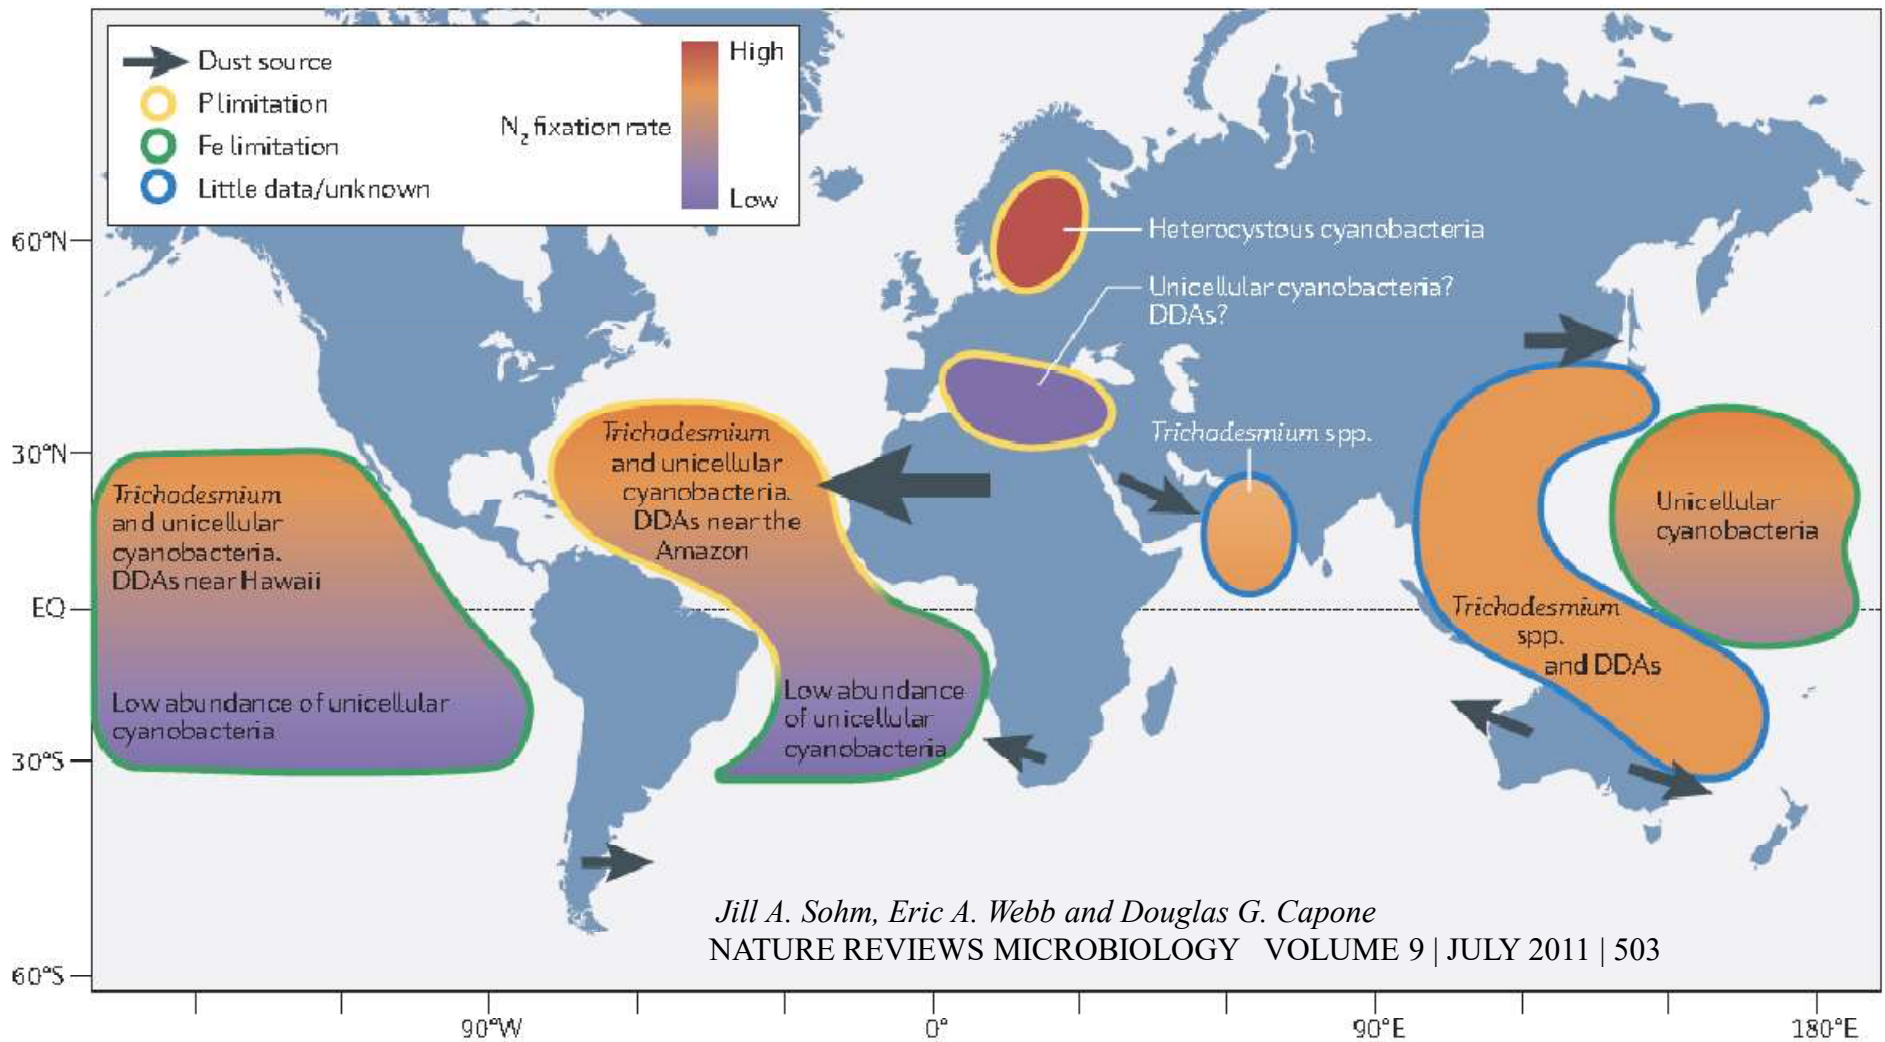 Dust source
P limitation
Fe limitation
Little data/unknown
N2 fixation rate
High
Low
60°N
30°N
EQ
30°S
60°S
90°W
0°
90°E
180°E
Heterocystous cyanobacteria
Unicellular cyanobacteria?
DDAs?
Trichodesmium spp.
Trichodesmium
and unicellular
cyanobacteria.
DDAs near Hawaii
Low abundance of unicellular
cyanobacteria
Trichodesmium
and unicellular
cyanobacteria.
DDAs near the
Amazon
Low abundance
of unicellular
cyanobacteria
Trichodesmium
spp.
and DDAs
Unicellular
cyanobacteria
Jill A. Sohm, Eric A. Webb and Douglas G. Capone
NATURE REVIEWS MICROBIOLOGY VOLUME 9 | JULY 2011 | 503